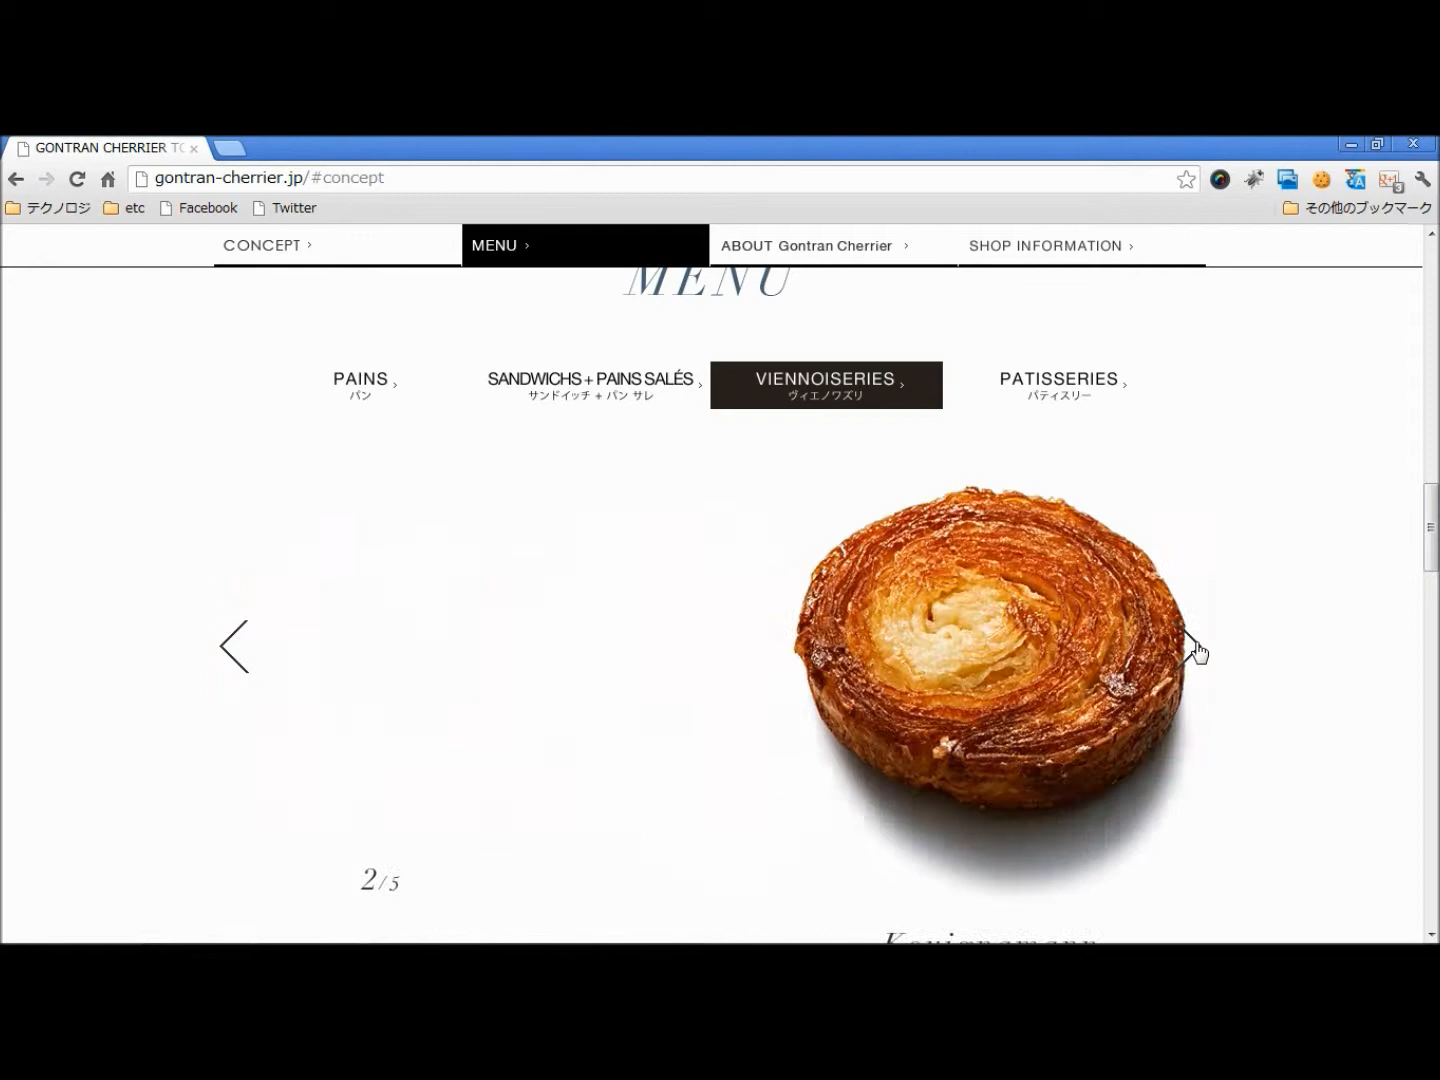 GONTRAN CHERRIER TO
gontran-cherrier.jp/#concept
テクノロジ etc Facebook Twitter その他のブックマーク
CONCEPT MENU ABOUT Gontran Cherrier SHOP INFORMATION
MENU
PAINS SANDWICHS + PAINS SALÉS VIENNOISERIES PATISSERIES
パン サンドイッチ + パン サレ ヴィエノワズリ パティスリー
2/5